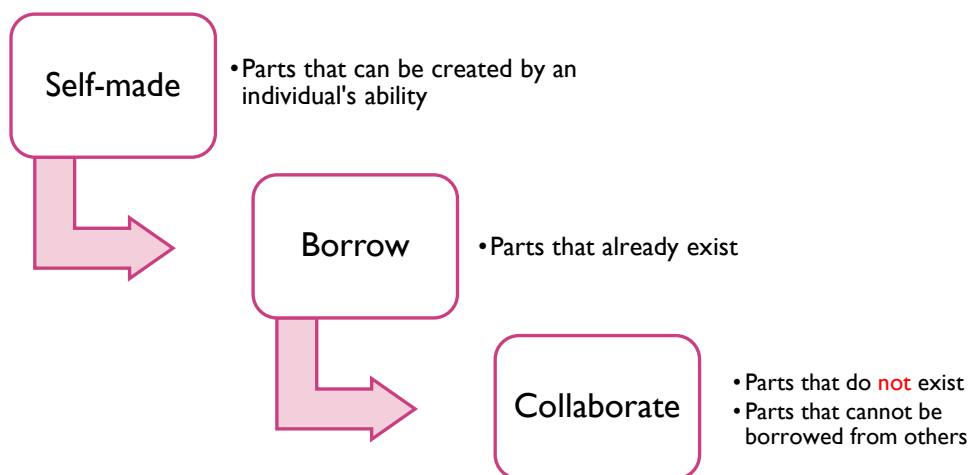 Self-made
•Parts that can be created by an
individual's ability
Borrow
•Parts that already exist
Collaborate
•Parts that do not exist
•Parts that cannot be
borrowed from others